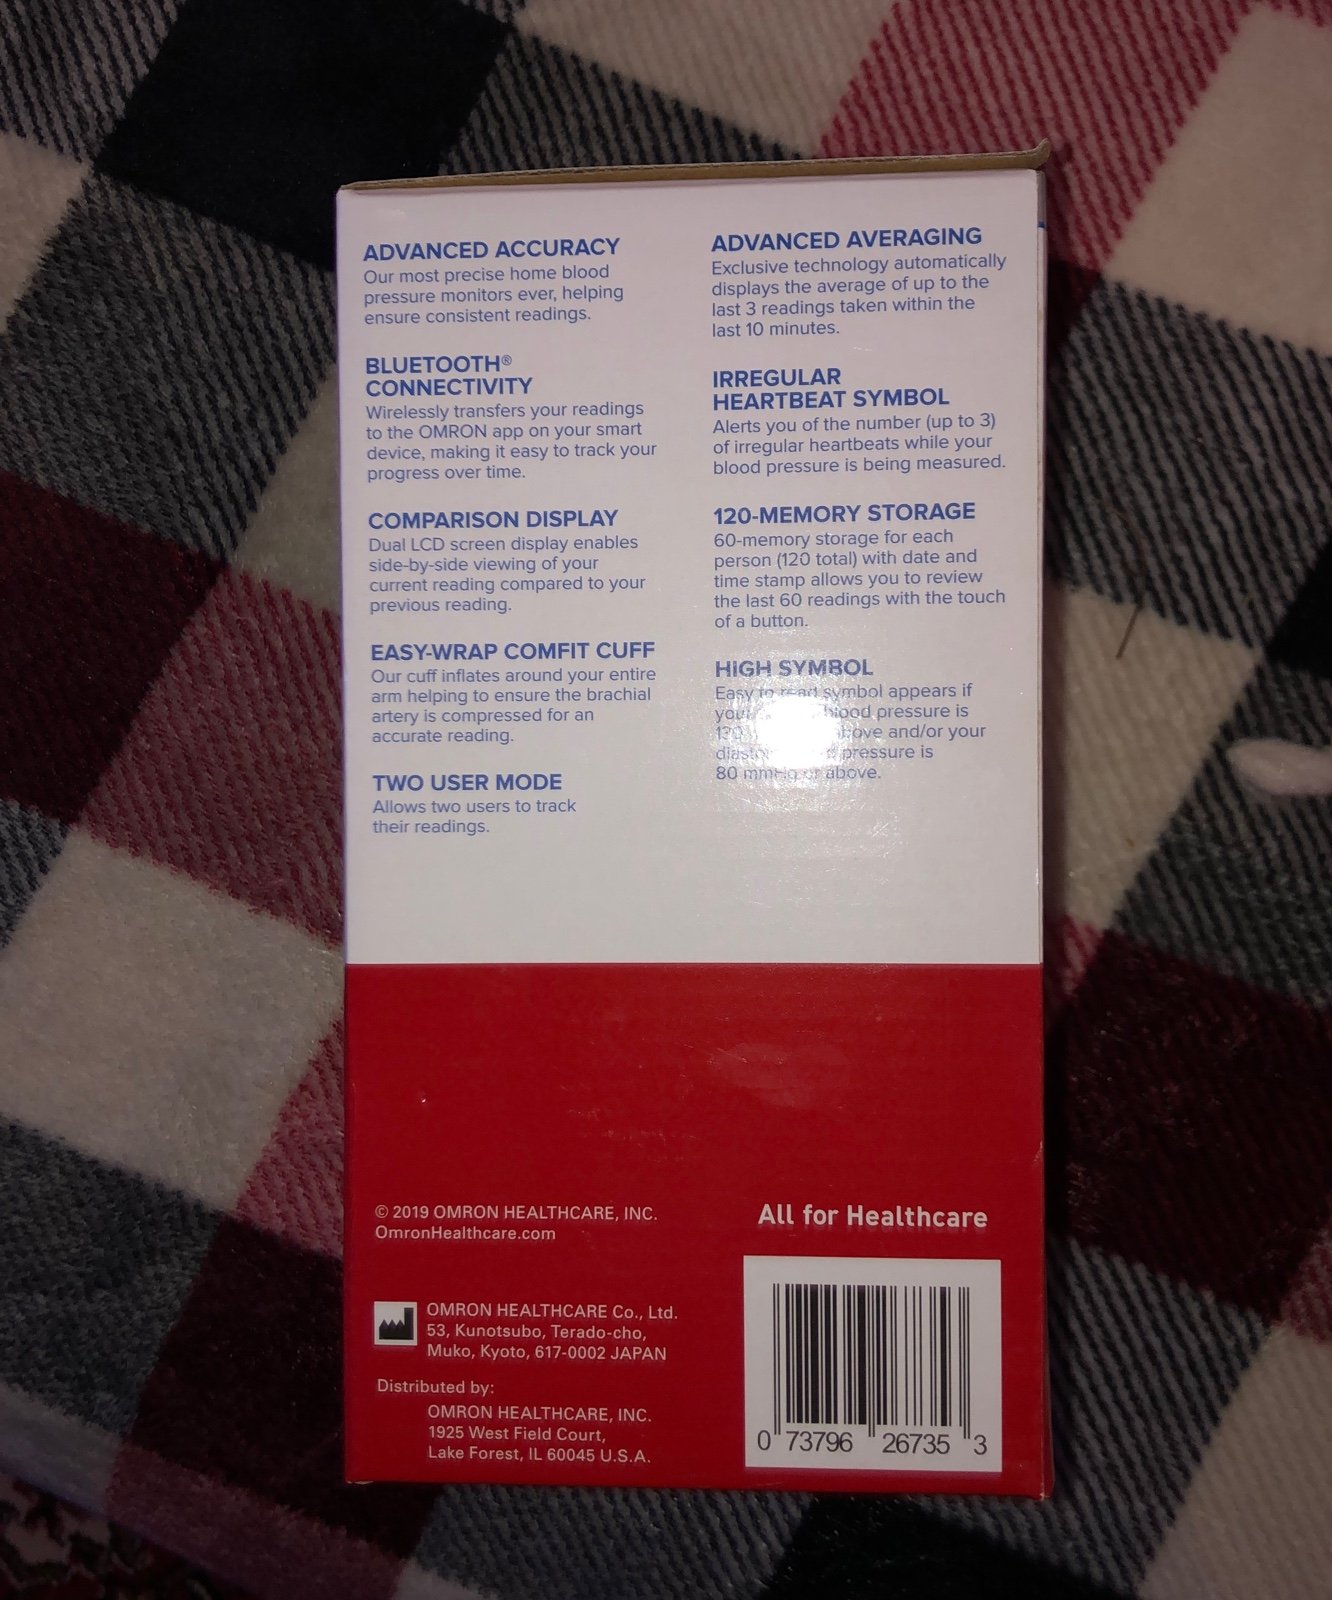 ADVANCED ACCURACY
Our most precise home blood
pressure monitors ever, helping
ensure consistent readings.
BLUETOOTH®
CONNECTIVITY
Wirelessly transfers your readings
to the OMRON app on your smart
device, making it easy to track your
progress over time.
COMPARISON DISPLAY
Dual LCD screen display enables
side-by-side viewing of your
current reading compared to your
previous reading.
EASY-WRAP COMFIT CUFF
Our cuff inflates around your entire
arm helping to ensure the brachial
artery is compressed for an
accurate reading.
TWO USER MODE
Allows two users to track
their readings.
ADVANCED AVERAGING
Exclusive technology automatically
displays the average of up to the
last 3 readings taken within the
last 10 minutes.
IRREGULAR
HEARTBEAT SYMBOL
Alerts you of the number (up to 3)
of irregular heartbeats while your
blood pressure is being measured.
120-MEMORY STORAGE
60-memory storage for each
person (120 total) with date and
time stamp allows you to review
the last 60 readings with the touch
of a button.
HIGH SYMBOL
Easy to read symbol appears if
your blood pressure is
above and/or your
pressure is
80 mmHg or above.
© 2019 OMRON HEALTHCARE, INC.
OmronHealthcare.com
OMRON HEALTHCARE Co., Ltd.
53, Kunotsubo, Terado-cho,
Muko, Kyoto, 617-0002 JAPAN
Distributed by:
OMRON HEALTHCARE, INC.
1925 West Field Court,
Lake Forest, IL 60045 U.S.A.
All for Healthcare
0 73796 26735 3